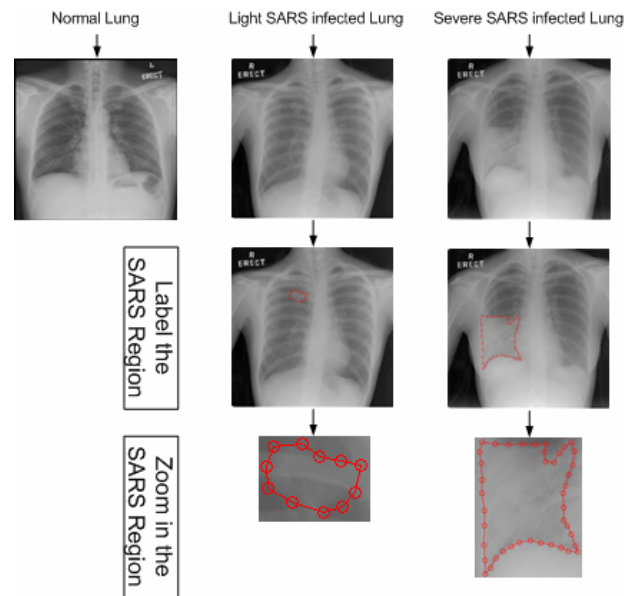 Normal Lung
Light SARS infected Lung
Severe SARS infected Lung
L
ERECT
R
ERECT
R
ERECT
Label the
SARS Region
R
ERECT
R
ERECT
Zoom in the
SARS Region